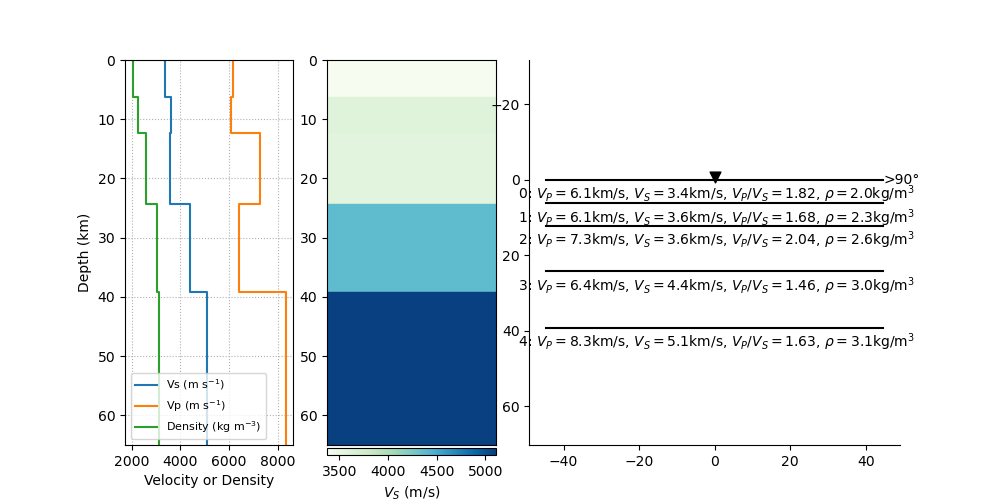 0
10
20
30
40
50
60
Depth (km)
2000 4000 6000 8000
Velocity or Density
Vs (m s⁻¹)
Vp (m s⁻¹)
Density (kg m⁻³)
0
10
20
30
40
50
60
3500 4000 4500 5000
V_S (m/s)
−20
0
20
40
60
>90°
0: V_P = 6.1km/s, V_S = 3.4km/s, V_P/V_S = 1.82, ρ = 2.0kg/m³
1: V_P = 6.1km/s, V_S = 3.6km/s, V_P/V_S = 1.68, ρ = 2.3kg/m³
2: V_P = 7.3km/s, V_S = 3.6km/s, V_P/V_S = 2.04, ρ = 2.6kg/m³
3: V_P = 6.4km/s, V_S = 4.4km/s, V_P/V_S = 1.46, ρ = 3.0kg/m³
4: V_P = 8.3km/s, V_S = 5.1km/s, V_P/V_S = 1.63, ρ = 3.1kg/m³
−40 −20 0 20 40